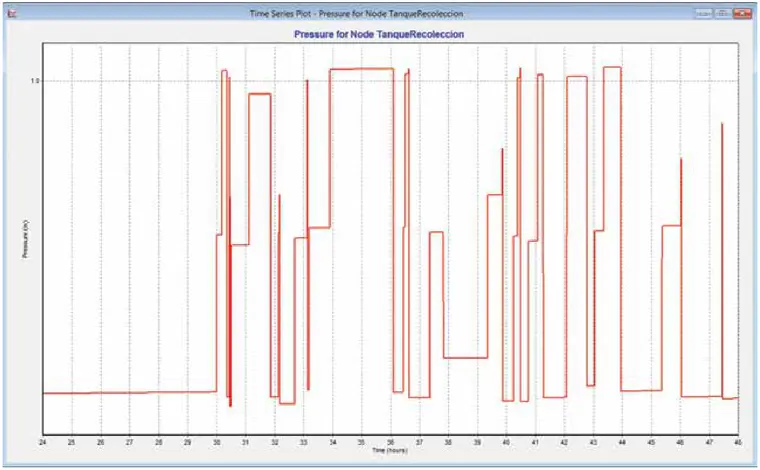 Time Series Plot - Pressure for Node TanqueRecoleccion
Pressure for Node TanqueRecoleccion
1.0
Pressure (m)
24 25 26 27 28 29 30 31 32 33 34 35 36 37 38 39 40 41 42 43 44 45 46 47 48
Time (hours)